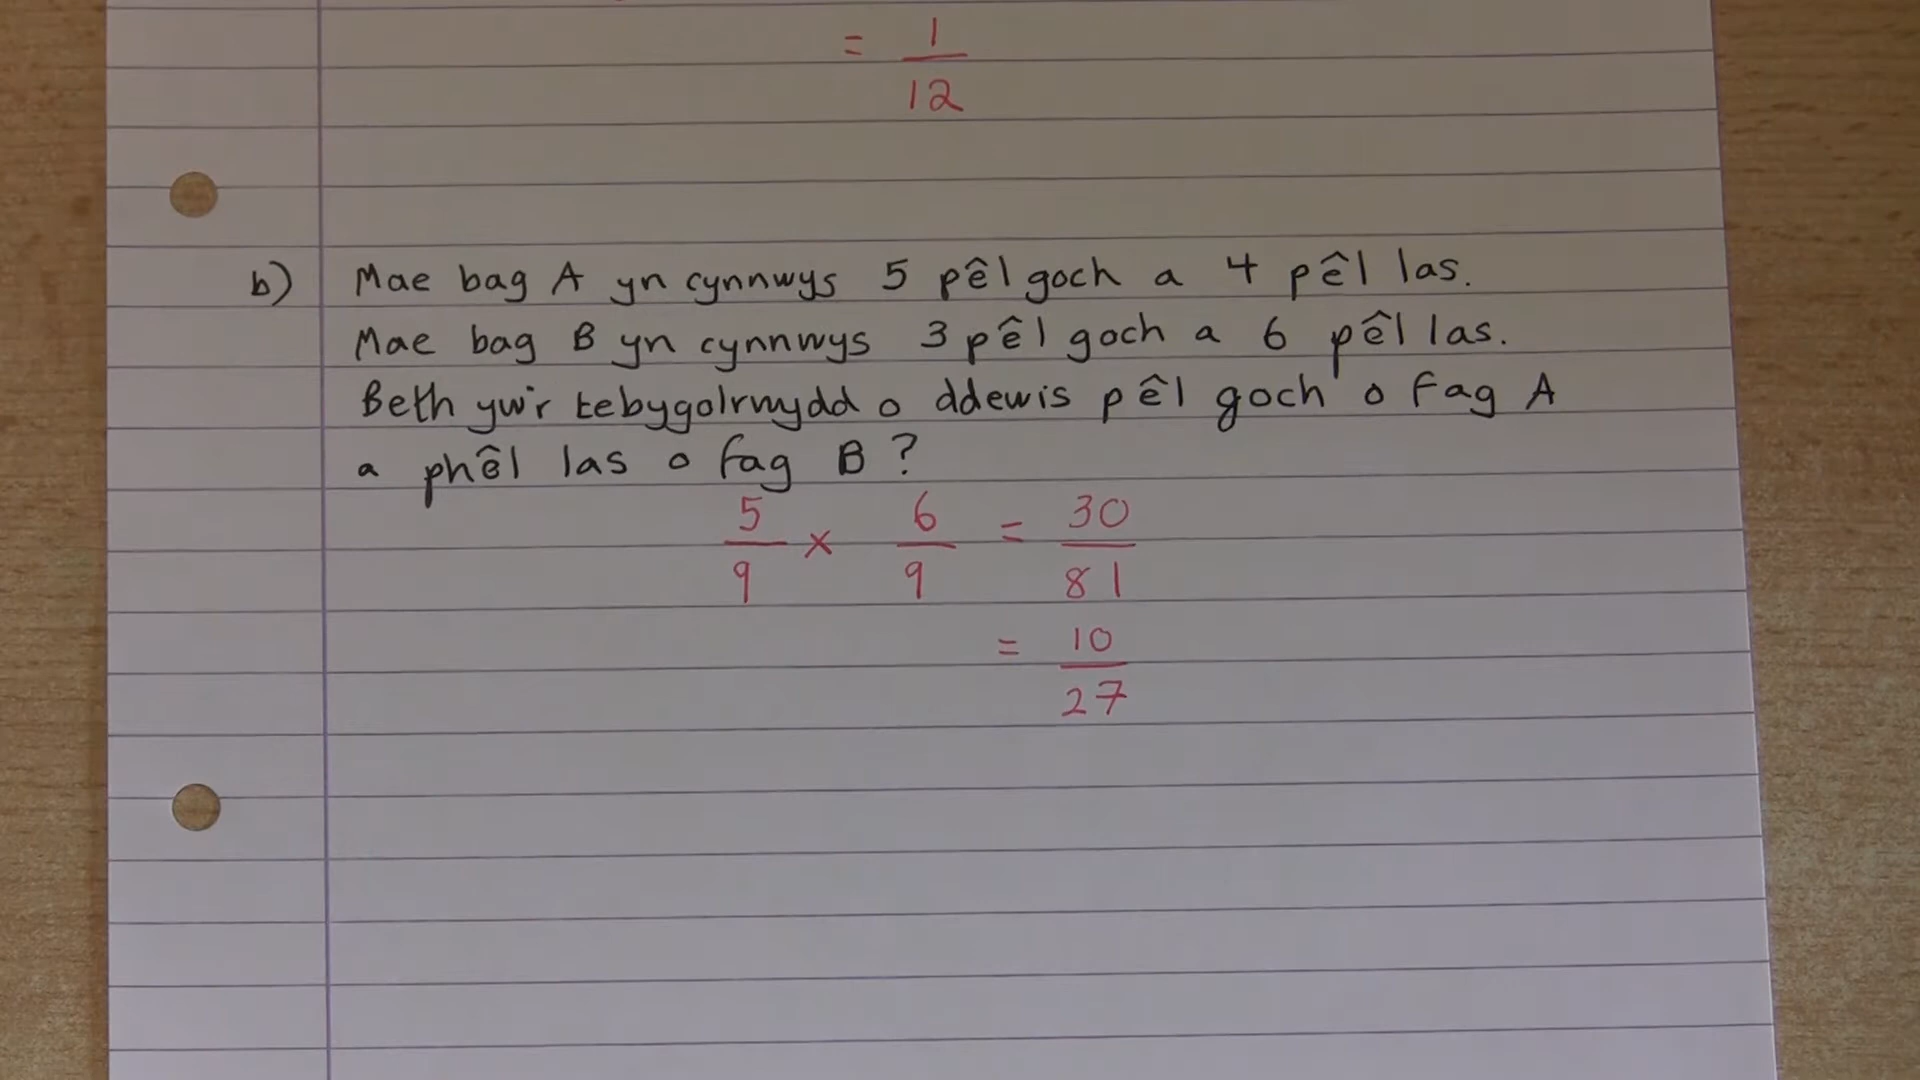 = 1/12
b) Mae bag A yn cynnwys 5 pêl goch a 4 pêl las.
Mae bag B yn cynnwys 3 pêl goch a 6 pêl las.
Beth yw'r tebygolrwydd o ddewis pêl goch o fag A
a phêl las o fag B?
5/9 × 6/9 = 30/81
= 10/27